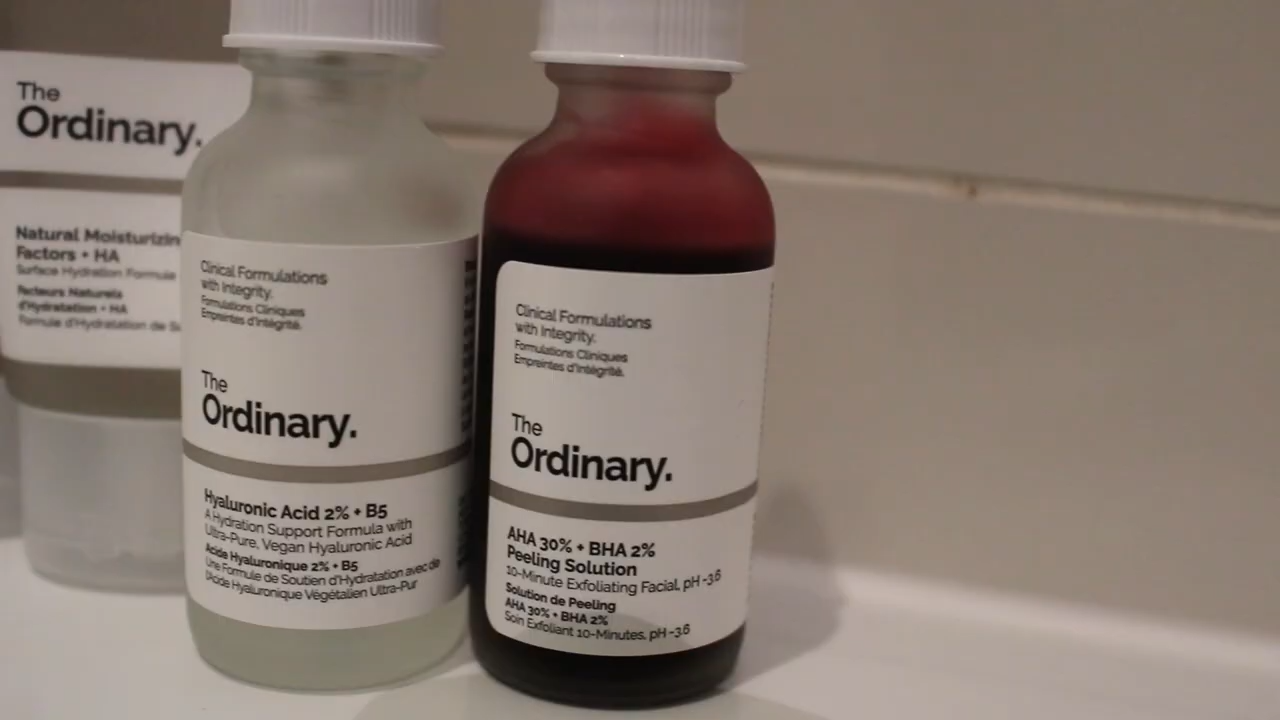 The
Ordinary.
Natural Moisturizin
Factors + HA
Surface Hydration Formula
Facteurs Naturels
d'Hydratation + HA
Formule d'Hydratation de Su
Clinical Formulations
with Integrity.
Formulations Cliniques
Empreintes d'Intégrité.
The
Ordinary.
Hyaluronic Acid 2% + B5
A Hydration Support Formula with
Ultra-Pure, Vegan Hyaluronic Acid
Acide Hyaluronique 2% + B5
Une Formule de Soutien d'Hydratation avec de
l'Acide Hyaluronique Végétalien Ultra-Pur
Clinical Formulations
with Integrity.
Formulations Cliniques
Empreintes d'Intégrité.
The
Ordinary.
AHA 30% + BHA 2%
Peeling Solution
10-Minute Exfoliating Facial, pH ~3.6
Solution de Peeling
AHA 30% + BHA 2%
Soin Exfoliant 10-Minutes, pH ~3.6